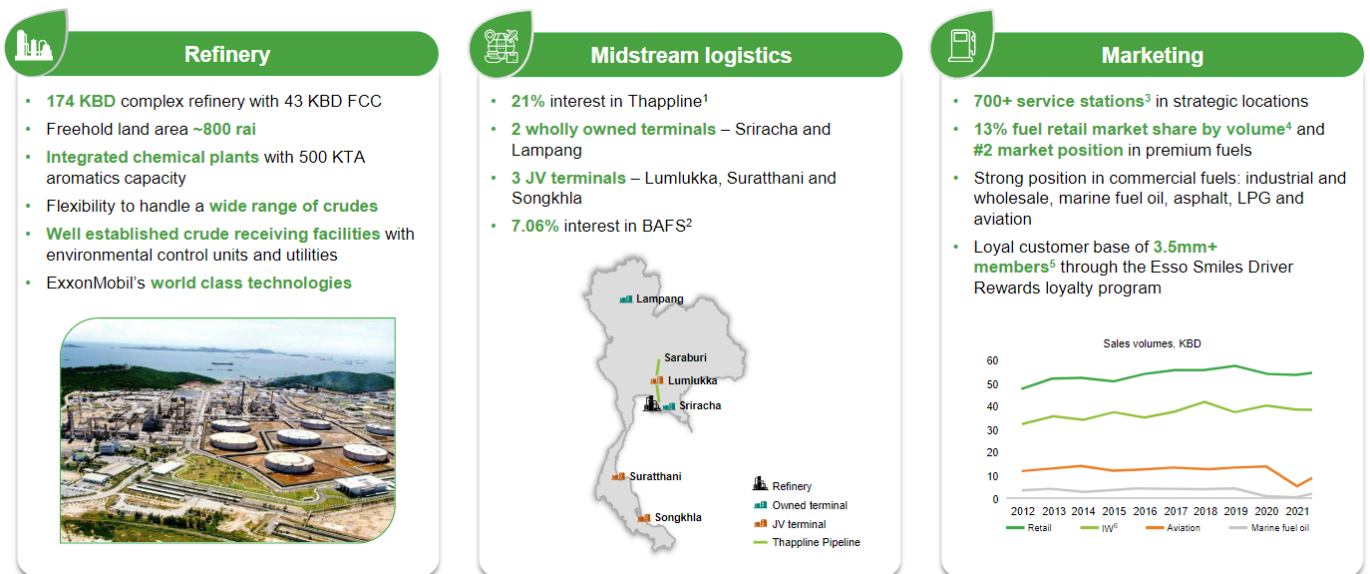 Refinery
• 174 KBD complex refinery with 43 KBD FCC
• Freehold land area ~800 rai
• Integrated chemical plants with 500 KTA
aromatics capacity
• Flexibility to handle a wide range of crudes
• Well established crude receiving facilities with
environmental control units and utilities
• ExxonMobil's world class technologies
Midstream logistics
• 21% interest in Thappline1
• 2 wholly owned terminals – Sriracha and
Lampang
• 3 JV terminals – Lumlukka, Suratthani and
Songkhla
• 7.06% interest in BAFS2
Lampang
Saraburi
Lumlukka
Sriracha
Suratthani
Songkhla
Refinery
Owned terminal
JV terminal
Thappline Pipeline
Marketing
• 700+ service stations3 in strategic locations
• 13% fuel retail market share by volume4 and
#2 market position in premium fuels
• Strong position in commercial fuels: industrial and
wholesale, marine fuel oil, asphalt, LPG and
aviation
• Loyal customer base of 3.5mm+
members5 through the Esso Smiles Driver
Rewards loyalty program
Sales volumes, KBD
60
50
40
30
20
10
0
2012 2013 2014 2015 2016 2017 2018 2019 2020 2021
Retail IW6 Aviation Marine fuel oil